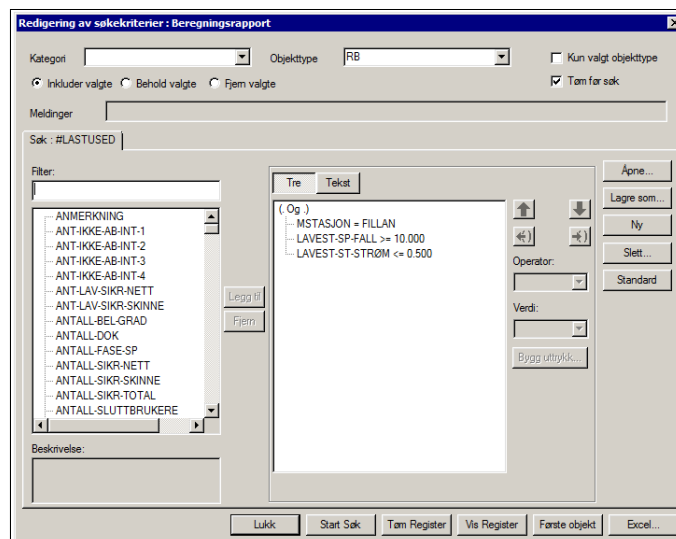 Redigering av søkekriterier : Beregningsrapport
Kategori Objekttype RB Kun valgt objekttype
Inkluder valgte Behold valgte Fjern valgte Tøm før søk
Meldinger
Søk : #LASTUSED
Filter:
ANMERKNING
ANT-IKKE-AB-INT-1
ANT-IKKE-AB-INT-2
ANT-IKKE-AB-INT-3
ANT-IKKE-AB-INT-4
ANT-LAV-SIKR-NETT
ANT-LAV-SIKR-SKINNE
ANTALL-BEL-GRAD
ANTALL-DOK
ANTALL-FASE-SP
ANTALL-SIKR-NETT
ANTALL-SIKR-SKINNE
ANTALL-SIKR-TOTAL
ANTALL-SLUTTBRUKERE
Beskrivelse:
Legg til
Fjern
Tre Tekst
(. Og .)
MSTASJON = FILLAN
LAVEST-SP-FALL >= 10.000
LAVEST-ST-STRØM <= 0.500
Operator:
Verdi:
Bygg uttrykk...
Åpne...
Lagre som...
Ny
Slett...
Standard
Lukk Start Søk Tøm Register Vis Register Første objekt Excel...